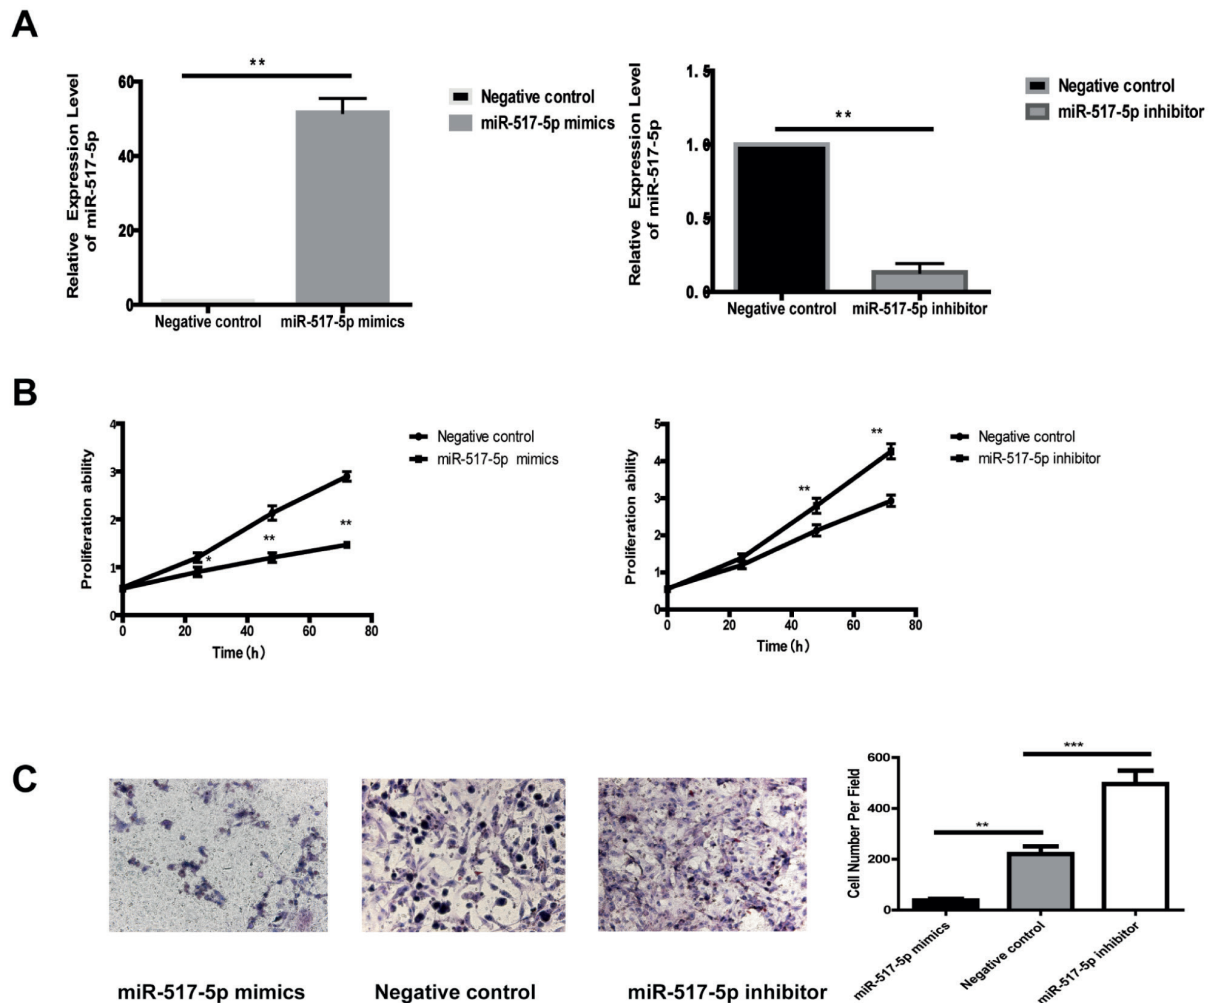 A
Relative Expression Level
of miR-517-5p
60
40
20
0
**
Negative control
miR-517-5p mimics
Negative control
miR-517-5p mimics
Relative Expression Level
of miR-517-5p
1.5
1.0
0.5
0.0
**
Negative control
miR-517-5p inhibitor
Negative control
miR-517-5p inhibitor
B
Proliferation ability
4
3
2
1
0
*
**
**
0 20 40 60 80
Time(h)
Negative control
miR-517-5p mimics
Proliferation ability
5
4
3
2
1
0
**
**
0 20 40 60 80
Time(h)
Negative control
miR-517-5p inhibitor
C
miR-517-5p mimics
Negative control
miR-517-5p inhibitor
Cell Number Per Field
600
400
200
0
**
***
miR-517-5p mimics
Negative control
miR-517-5p inhibitor